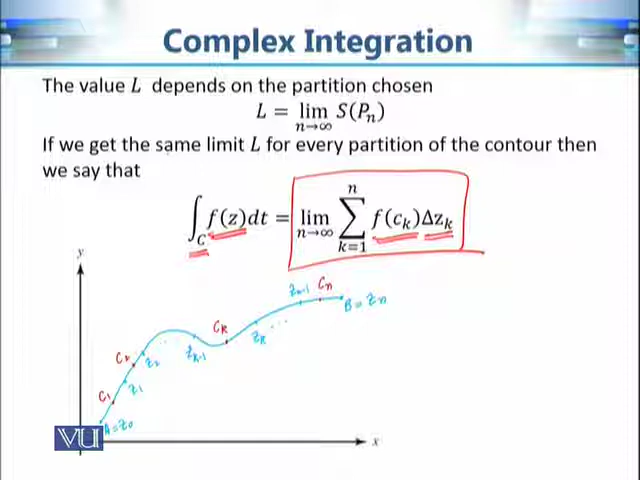 Complex Integration
The value L depends on the partition chosen
L = lim n→∞ S(Pₙ)
If we get the same limit L for every partition of the contour then
we say that
∫_C f(z)dt = lim n→∞ ∑ k=1 n f(cₖ)Δzₖ
y
zₙ₋₁ Cₙ
B = zₙ
Cₖ
zₖ
C₂ z₂ zₖ₋₁
C₁ z₁
A = z₀
VU
x